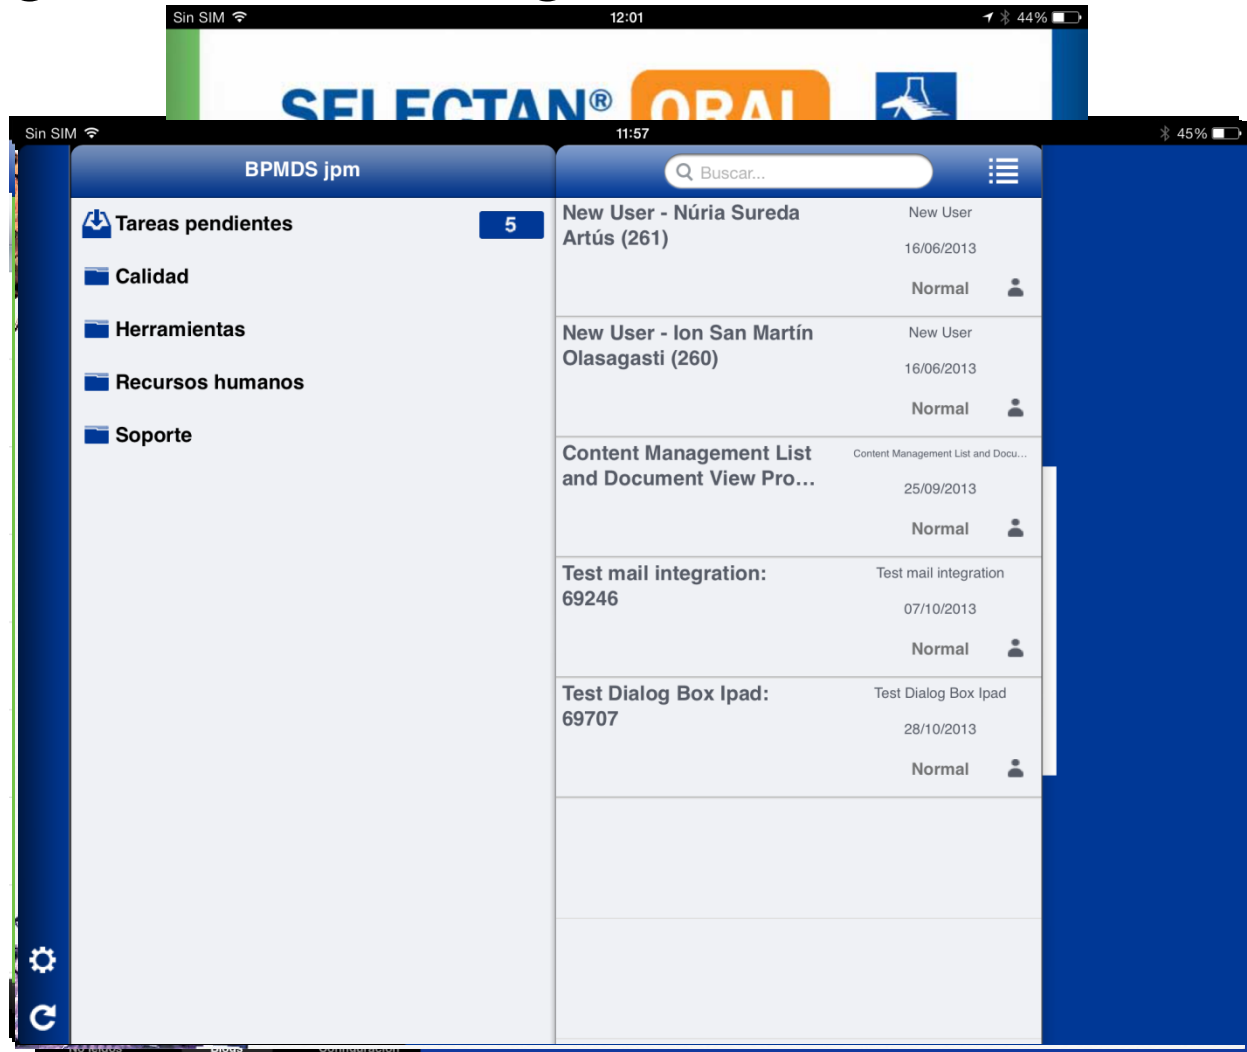 Sin SIM 12:01 44%
SELECTAN® ORAL
Sin SIM 11:57 45%
BPMDS jpm
Buscar...
Tareas pendientes 5
Calidad
Herramientas
Recursos humanos
Soporte
New User - Núria Sureda
Artús (261)
New User
16/06/2013
Normal
New User - Ion San Martín
Olasagasti (260)
New User
16/06/2013
Normal
Content Management List
and Document View Pro...
Content Management List and Docu...
25/09/2013
Normal
Test mail integration:
69246
Test mail integration
07/10/2013
Normal
Test Dialog Box Ipad:
69707
Test Dialog Box Ipad
28/10/2013
Normal
No leídos Blogs Configuración